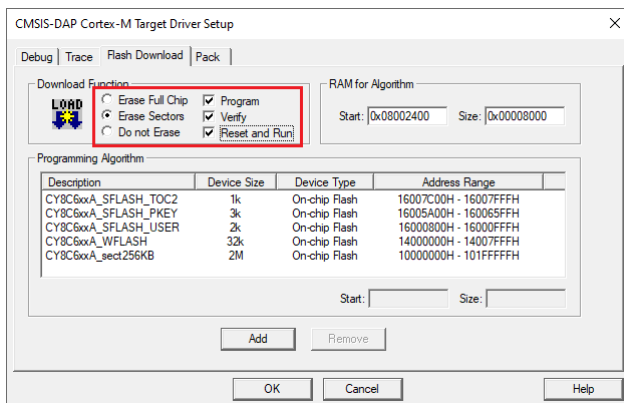 CMSIS-DAP Cortex-M Target Driver Setup
Debug Trace Flash Download Pack
Download Function
LOAD
Erase Full Chip Program
Erase Sectors Verify
Do not Erase Reset and Run
RAM for Algorithm
Start: 0x08002400 Size: 0x00008000
Programming Algorithm
Description Device Size Device Type Address Range
CY8C6xxA_SFLASH_TOC2 1k On-chip Flash 16007C00H - 16007FFFH
CY8C6xxA_SFLASH_PKEY 3k On-chip Flash 16005A00H - 160065FFH
CY8C6xxA_SFLASH_USER 2k On-chip Flash 16000800H - 16000FFFH
CY8C6xxA_WFLASH 32k On-chip Flash 14000000H - 14007FFFH
CY8C6xxA_sect256KB 2M On-chip Flash 10000000H - 101FFFFFH
Start: Size:
Add Remove
OK Cancel Help